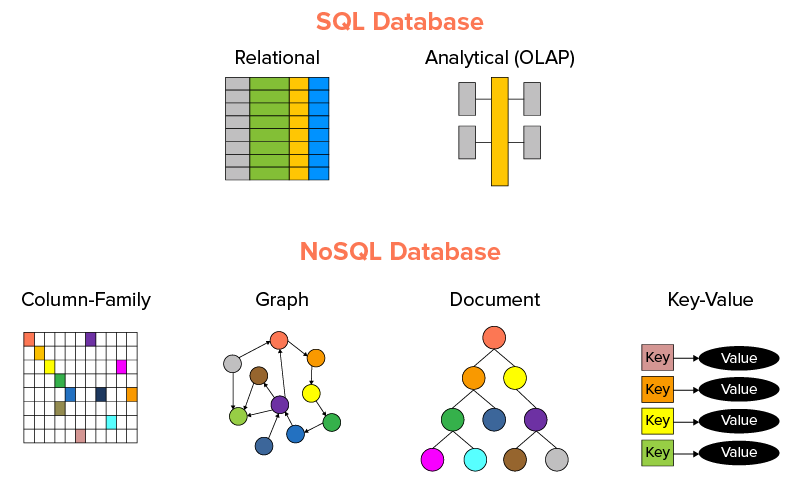 SQL Database
Relational
Analytical (OLAP)
NoSQL Database
Column-Family
Graph
Document
Key-Value
Key Value
Key Value
Key Value
Key Value